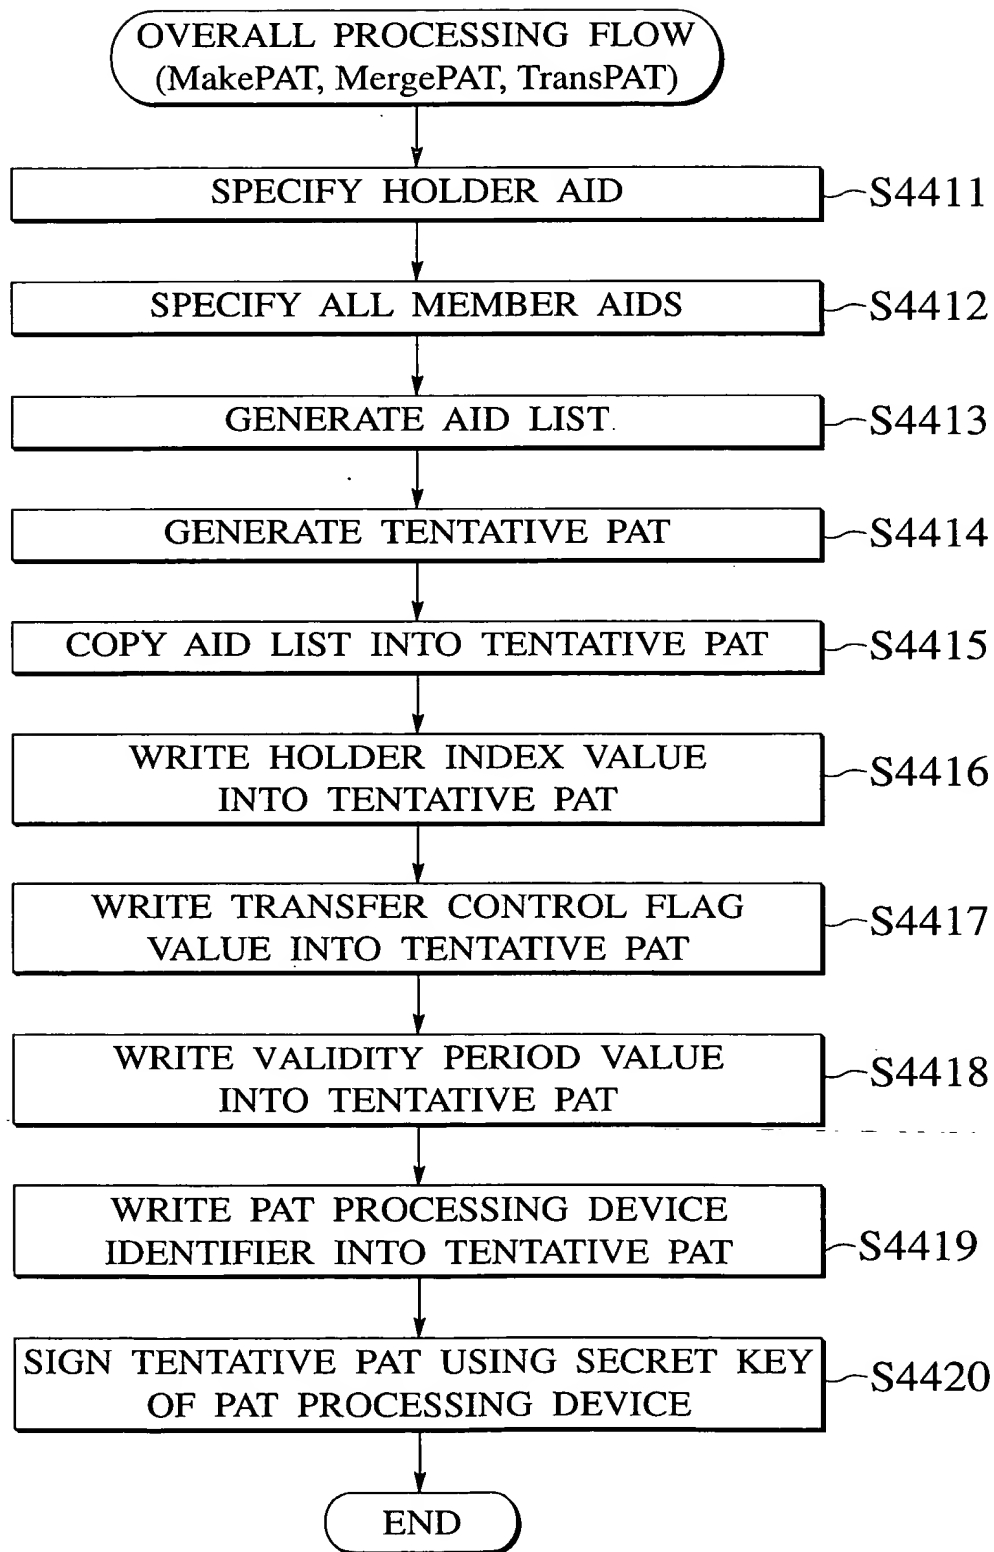 OVERALL PROCESSING FLOW
(MakePAT, MergePAT, TransPAT)
SPECIFY HOLDER AID
S4411
SPECIFY ALL MEMBER AIDS
S4412
GENERATE AID LIST
S4413
GENERATE TENTATIVE PAT
S4414
COPY AID LIST INTO TENTATIVE PAT
S4415
WRITE HOLDER INDEX VALUE
INTO TENTATIVE PAT
S4416
WRITE TRANSFER CONTROL FLAG
VALUE INTO TENTATIVE PAT
S4417
WRITE VALIDITY PERIOD VALUE
INTO TENTATIVE PAT
S4418
WRITE PAT PROCESSING DEVICE
IDENTIFIER INTO TENTATIVE PAT
S4419
SIGN TENTATIVE PAT USING SECRET KEY
OF PAT PROCESSING DEVICE
S4420
END